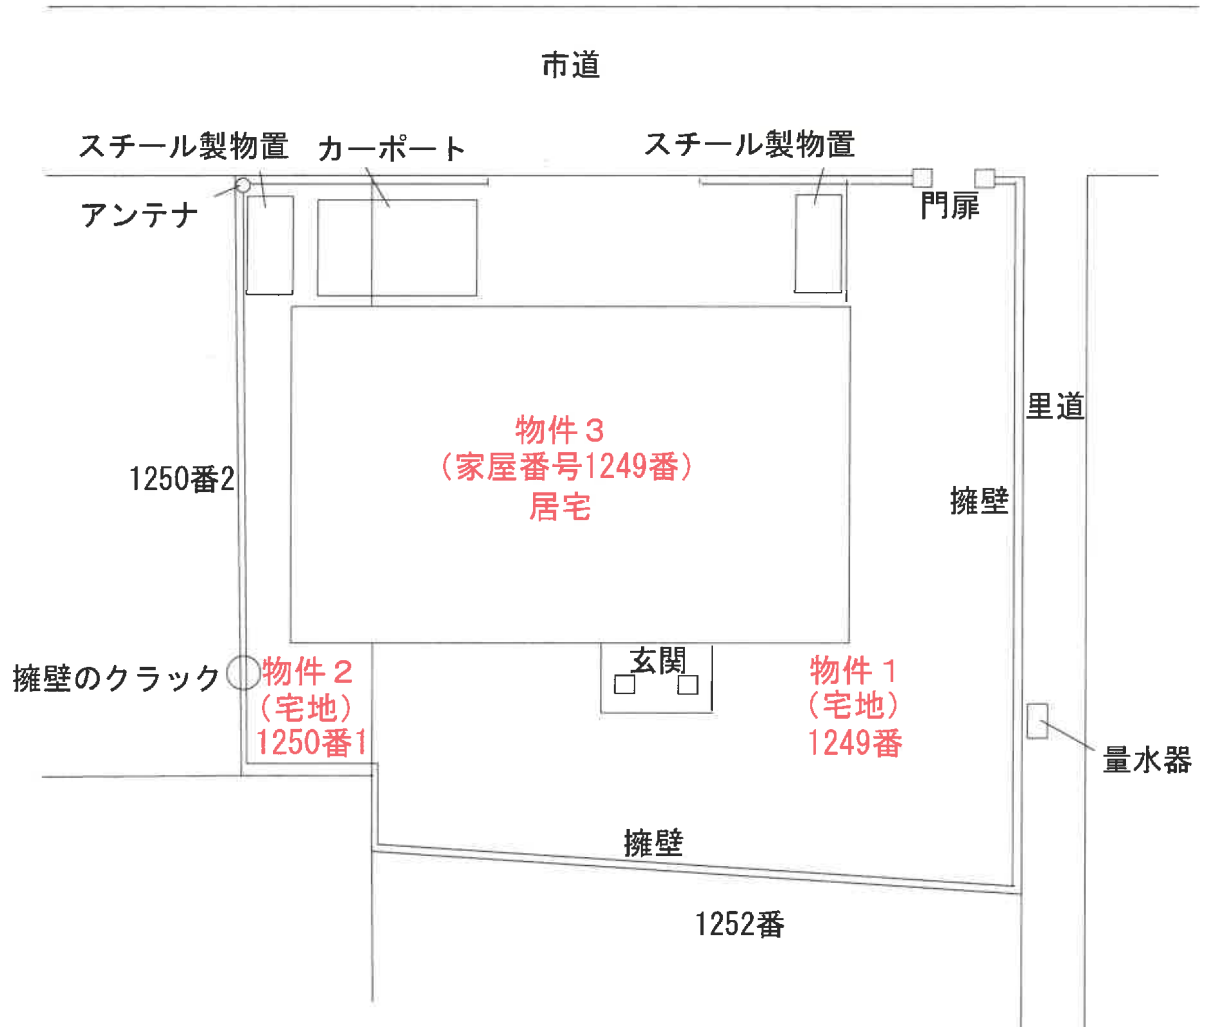 市道
スチール製物置
カーポート
スチール製物置
アンテナ
門扉
里道
物件３
（家屋番号1249番）
居宅
1250番2
擁壁
擁壁のクラック
物件２
（宅地）
1250番1
玄関
物件１
（宅地）
1249番
量水器
擁壁
1252番